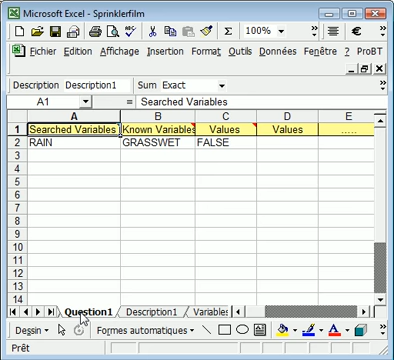 Microsoft Excel - Sprinklerfilm
Σ 100% €
Fichier Edition Affichage Insertion Format Outils Données Fenêtre ? ProBT
Description Description1 Sum Exact
A1 = Searched Variables
A B C D E
1 Searched Variables Known Variables Values Values .....
2 RAIN GRASSWET FALSE
3
4
5
6
7
8
9
10
11
12
13
14
Question1 Description1 Variables
Dessin Formes automatiques A
Prêt